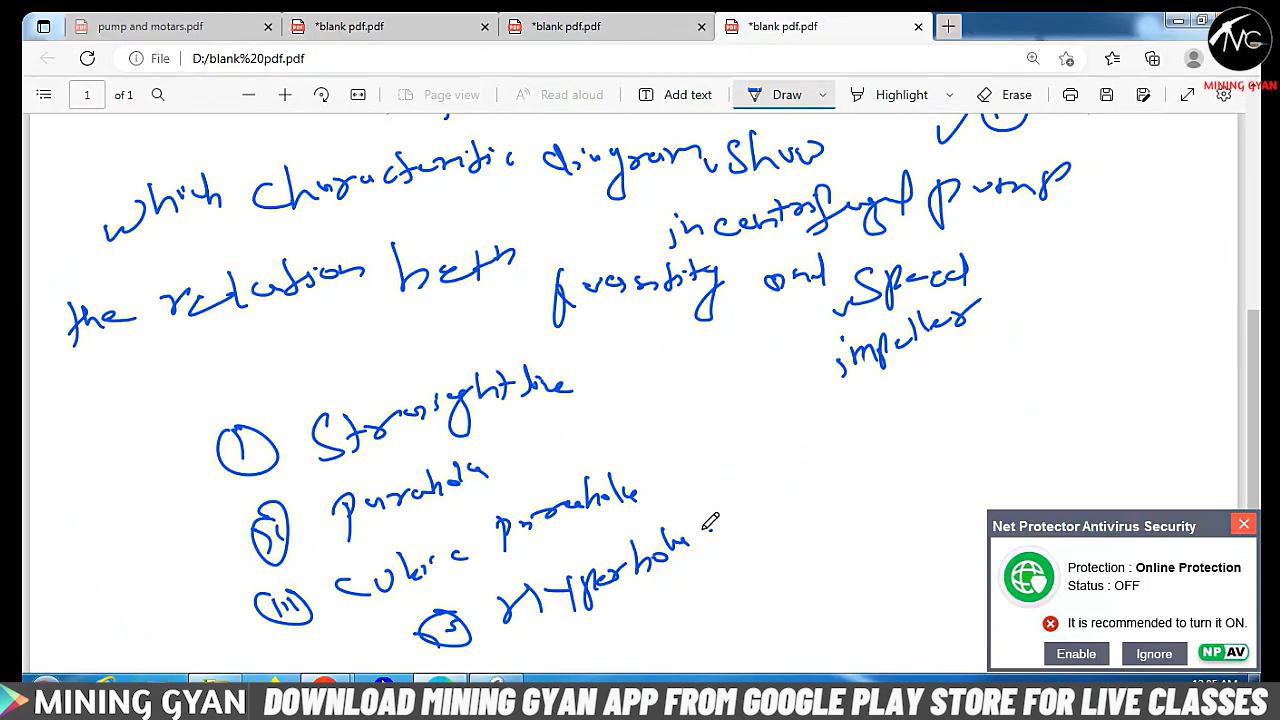 pump and motars.pdf
*blank pdf.pdf
*blank pdf.pdf
*blank pdf.pdf
File D:/blank%20pdf.pdf
1 of 1
Page view
Read aloud
Add text
Draw
Highlight
Erase
MINING GYAN
which characteristic diagram show
in centrifugal pump
the relation betn quantity and speed
impeller
① Straightline
ii parabola
iii cubic parabola
Hyperbola
Net Protector Antivirus Security
Protection : Online Protection
Status : OFF
It is recommended to turn it ON.
Enable Ignore NP AV
MINING GYAN DOWNLOAD MINING GYAN APP FROM GOOGLE PLAY STORE FOR LIVE CLASSES